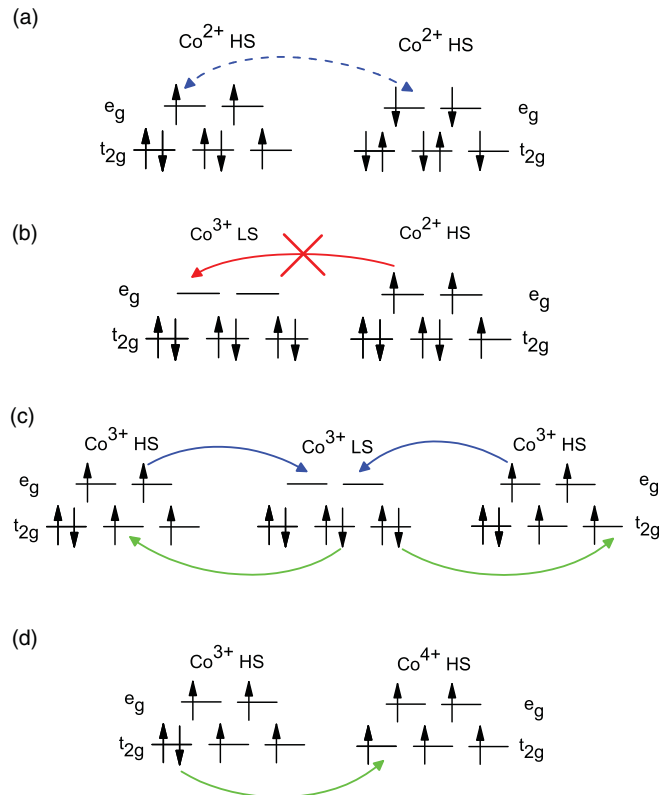 (a)
Co2+ HS Co2+ HS
eg eg
t2g t2g
(b)
Co3+ LS Co2+ HS
eg eg
t2g t2g
(c)
Co3+ HS Co3+ LS Co3+ HS
eg eg
t2g t2g
(d)
Co3+ HS Co4+ HS
eg eg
t2g t2g